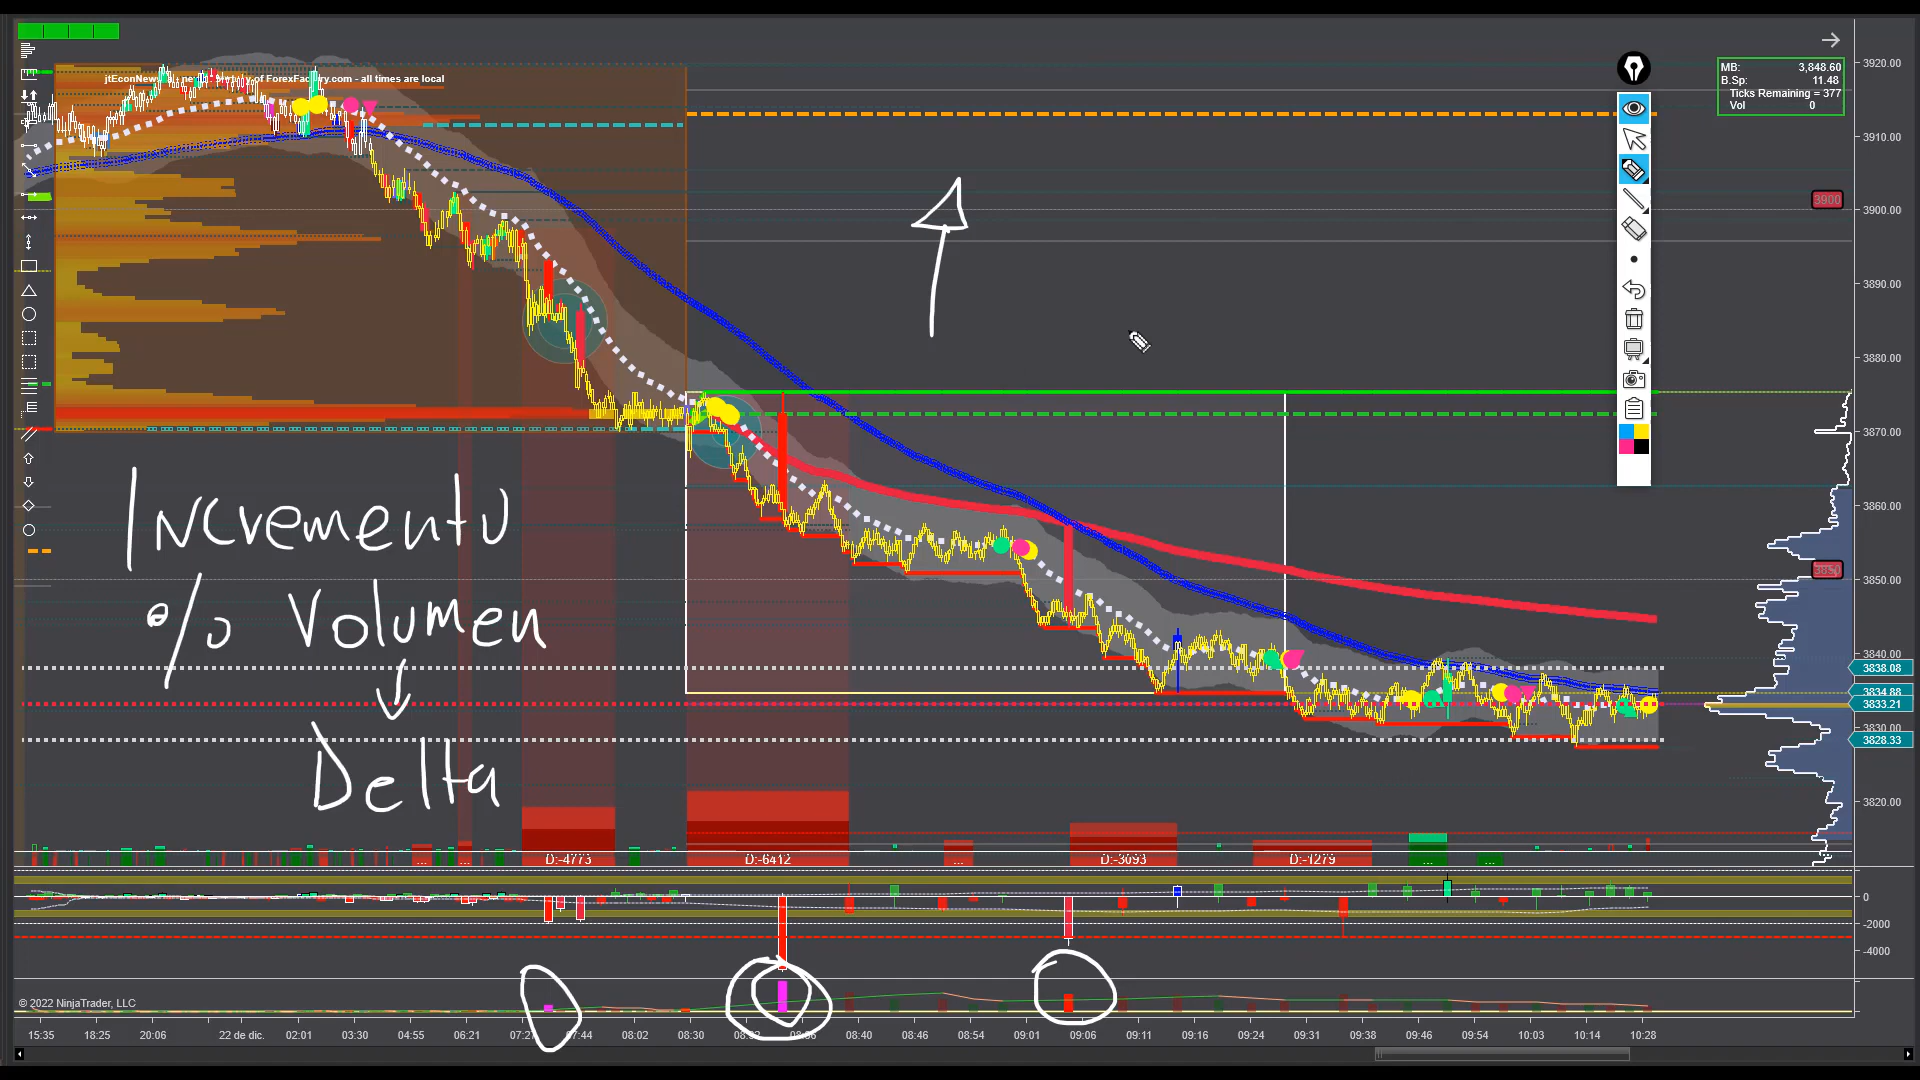 jtEconNews
of ForexFactory.com - all times are local
MB: 3,848.60
B.Sp: 11.48
Ticks Remaining = 377
Vol 0
3920.00
3910.00
3900
3900.00
3890.00
3880.00
3870.00
3860.00
3850
3850.00
3840.00
3838.08
3834.88
3833.21
3830.00
3828.33
3820.00
Incremento
% Volumen
Delta
... ... D:-4773 D:-6412 ... D:-3093 D:-1279 ... ...
0
-2000
-4000
© 2022 NinjaTrader, LLC
15:35 18:25 20:06 22 de dic. 02:01 03:43 04:55 06:21 07:2 7:44 08:30 08:40 08:46 08:54 09:01 09:06 09:11 09:16 09:24 09:31 09:38 09:46 09:54 10:03 10:14 10:28